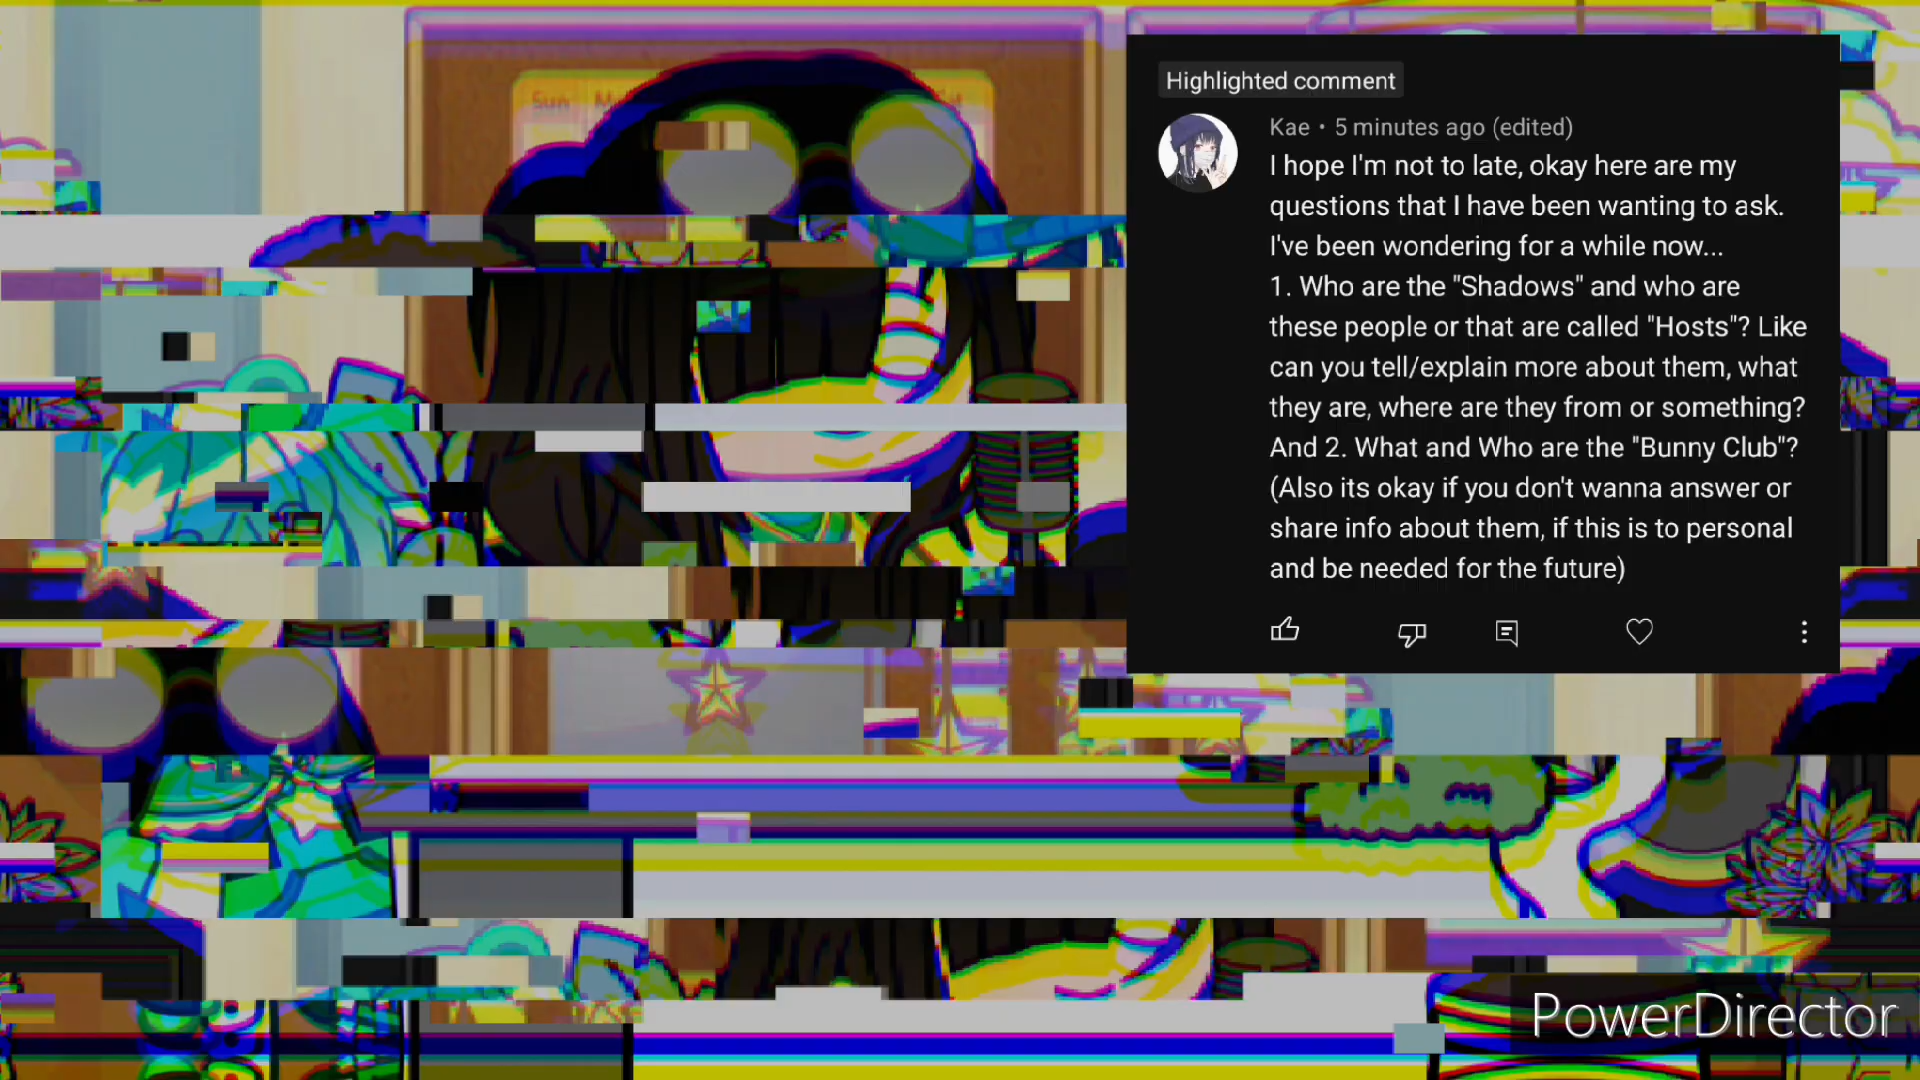 Sun
Highlighted comment
Kae • 5 minutes ago (edited)
I hope I'm not to late, okay here are my
questions that I have been wanting to ask.
I've been wondering for a while now...
1. Who are the "Shadows" and who are
these people or that are called "Hosts"? Like
can you tell/explain more about them, what
they are, where are they from or something?
And 2. What and Who are the "Bunny Club"?
(Also its okay if you don't wanna answer or
share info about them, if this is to personal
and be needed for the future)
PowerDirector